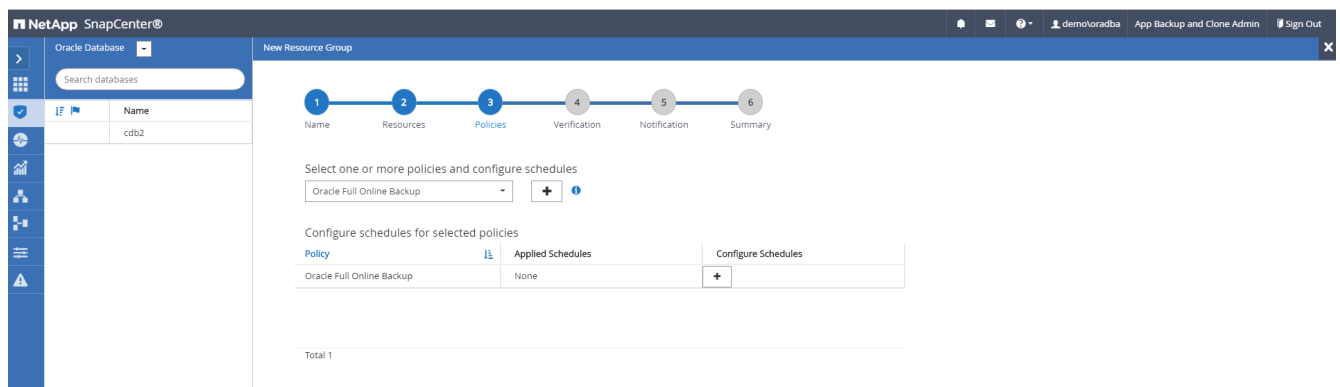 NetApp SnapCenter®
demo\oradba App Backup and Clone Admin Sign Out
Oracle Database
New Resource Group
Search databases
1 2 3 4 5 6
Name Resources Policies Verification Notification Summary
Name
cdb2
Select one or more policies and configure schedules
Oracle Full Online Backup
Configure schedules for selected policies
Policy Applied Schedules Configure Schedules
Oracle Full Online Backup None
Total 1